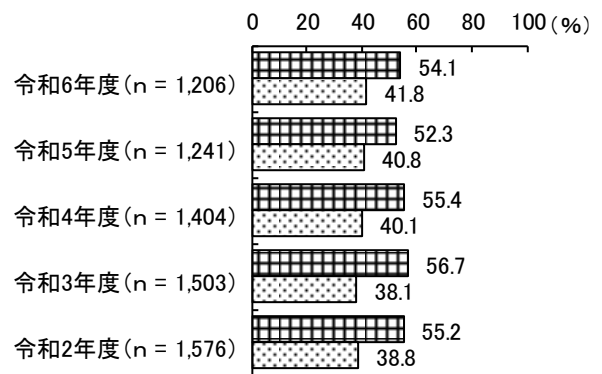 0 20 40 60 80 100(%)
令和6年度(n = 1,206) 54.1
41.8
令和5年度(n = 1,241) 52.3
40.8
令和4年度(n = 1,404) 55.4
40.1
令和3年度(n = 1,503) 56.7
38.1
令和2年度(n = 1,576) 55.2
38.8